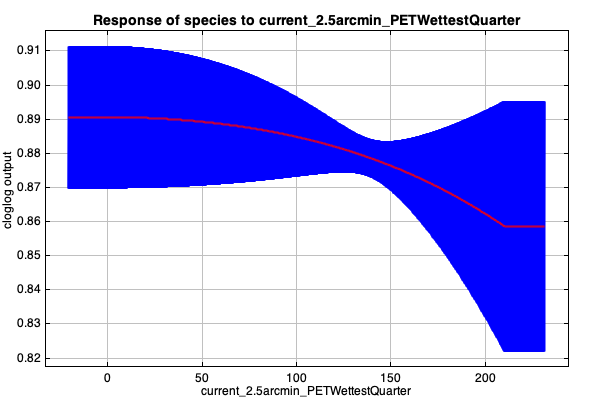 Response of species to current_2.5arcmin_PETWettestQuarter
0.91
0.90
0.89
0.88
0.87
0.86
0.85
0.84
0.83
0.82
cloglog output
0 50 100 150 200
current_2.5arcmin_PETWettestQuarter